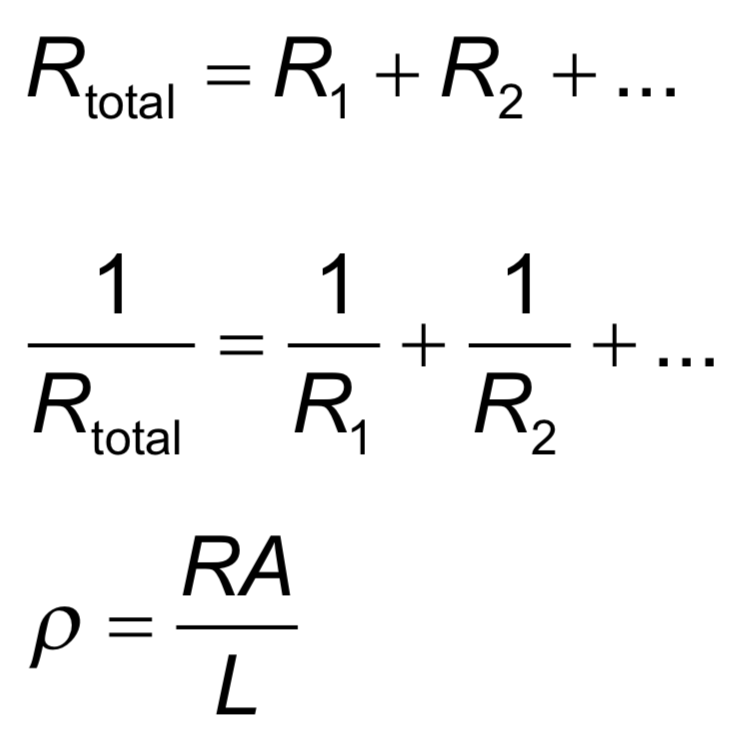 R_total = R_1 + R_2 + ...
1/R_total = 1/R_1 + 1/R_2 + ...
ρ = RA/L